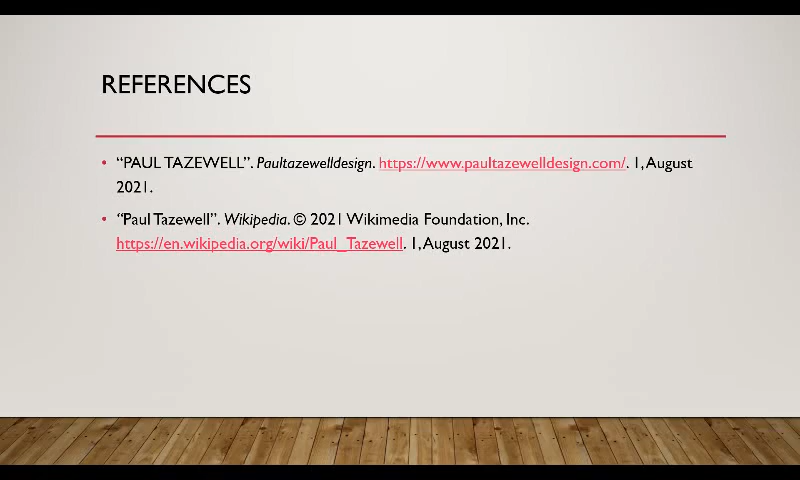 REFERENCES
• “PAUL TAZEWELL”. Paultazewelldesign. https://www.paultazewelldesign.com/. 1, August
2021.
• “Paul Tazewell”. Wikipedia. © 2021 Wikimedia Foundation, Inc.
https://en.wikipedia.org/wiki/Paul_Tazewell. 1, August 2021.